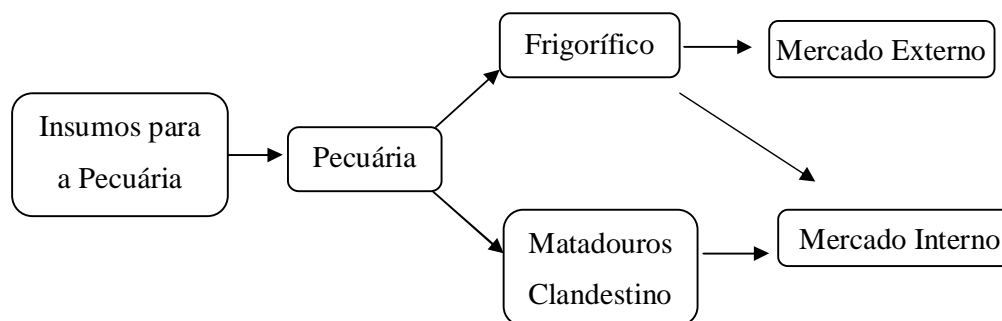 Frigorífico
Mercado Externo
Insumos para
a Pecuária
Pecuária
Matadouros
Clandestino
Mercado Interno